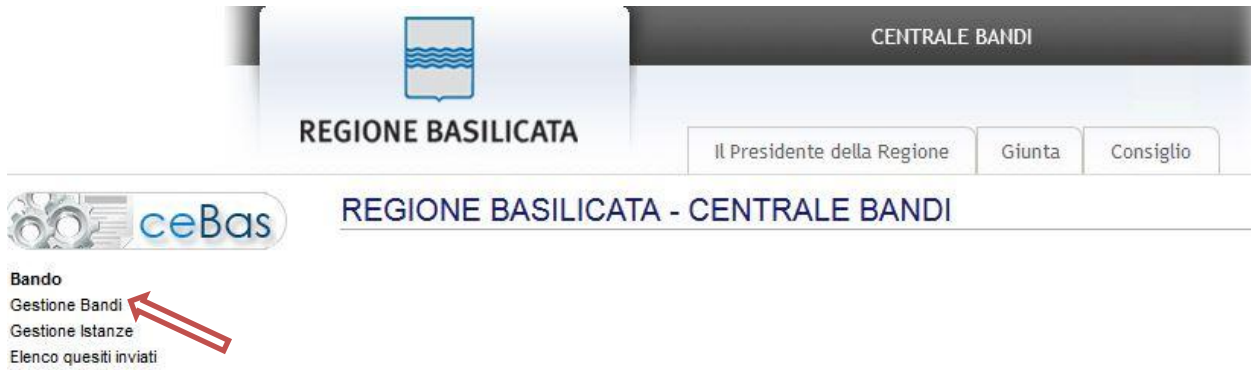 CENTRALE BANDI
REGIONE BASILICATA
Il Presidente della Regione
Giunta
Consiglio
ceBas
REGIONE BASILICATA - CENTRALE BANDI
Bando
Gestione Bandi
Gestione Istanze
Elenco quesiti inviati